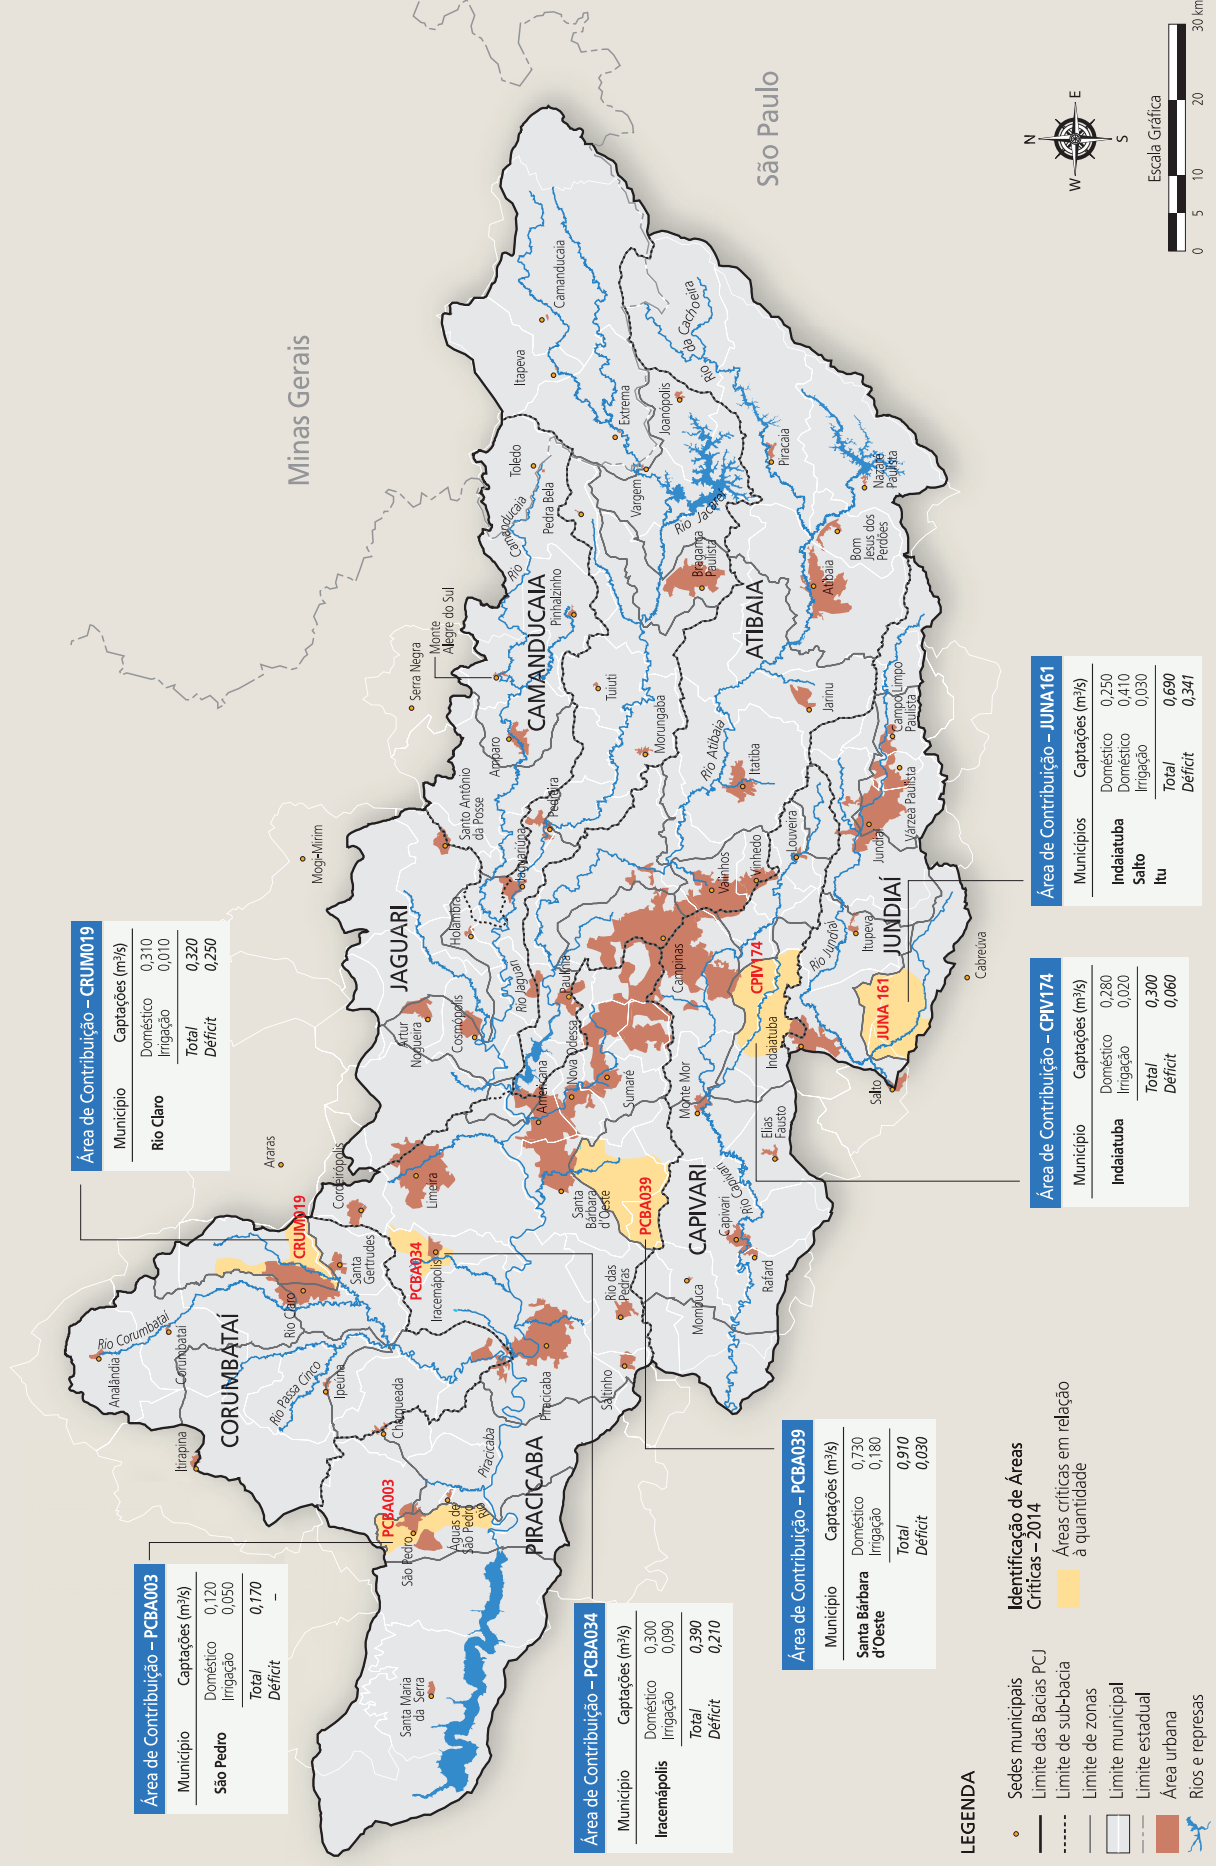 Minas Gerais
São Paulo
Área de Contribuição – PCBA003
Município Captações (m³/s)
São Pedro Doméstico 0,120
Irrigação 0,050
Total 0,170
Déficit –
Área de Contribuição – CRUM019
Município Captações (m³/s)
Rio Claro Doméstico 0,310
Irrigação 0,010
Total 0,320
Déficit 0,250
Área de Contribuição – PCBA034
Município Captações (m³/s)
Iracemápolis Doméstico 0,300
Irrigação 0,090
Total 0,390
Déficit 0,210
Área de Contribuição – PCBA039
Município Captações (m³/s)
Santa Bárbara
d’Oeste
Doméstico 0,730
Irrigação 0,180
Total 0,910
Déficit 0,030
Área de Contribuição – CPIV174
Município Captações (m³/s)
Indaiatuba Doméstico 0,280
Irrigação 0,020
Total 0,300
Déficit 0,060
Área de Contribuição – JUNA161
Municípios Captações (m³/s)
Indaiatuba Doméstico 0,250
Salto Doméstico 0,410
Itu Irrigação 0,030
Total 0,690
Déficit 0,341
CORUMBATAÍ
Rio Corumbataí
Analândia
Corumbataí
Itirapina
Rio Passa Cinco
Ipeúna
Rio Claro
CRUM019
Santa
Gertrudes
Cordeirópolis
Araras
Charqueada
PCBA003
São Pedro
Águas de
São Pedro
Rio
Piracicaba
PIRACICABA
Santa Maria
da Serra
Piracicaba
Saltinho
Rio das
Pedras
PCBA034
Iracemápolis
Limeira
Santa
Bárbara
d’Oeste
PCBA039
Americana
Nova Odessa
Sumaré
Paulínia
JAGUARI
Artur
Nogueira
Cosmópolis
Holambra
Rio Jaguari
Jaguariúna
Pedreira
Santo Antônio
da Posse
Mogi-Mirim
Amparo
Serra Negra
Monte
Alegre do Sul
CAMANDUCAIA
Rio Camanducaia
Pinhalzinho
Pedra Bela
Toledo
Tuiuti
Morungaba
Itapeva
Camanducaia
Extrema
Vargem
Joanópolis
Rio Jacareí
Bragança
Paulista
Rio
da Cachoeira
Piracaia
Nazaré
Paulista
Bom
Jesus dos
Perdões
Atibaia
ATIBAIA
Rio Atibaia
Itatiba
Jarinu
Campo Limpo
Paulista
Várzea Paulista
Jundiaí
Louveira
Vinhedo
Valinhos
Campinas
CPIV174
Indaiatuba
Rio Jundiaí
Itupeva
JUNDIAÍ
JUNA 161
Cabreúva
Salto
CAPIVARI
Monte Mor
Elias
Fausto
Capivari
Rio Capivari
Rafard
Mombuca
N
W
E
S
Escala Gráfica
0 5 10 20 30 km
LEGENDA
Sedes municipais
Limite das Bacias PCJ
Limite de sub-bacia
Limite de zonas
Limite municipal
Limite estadual
Área urbana
Rios e represas
Identificação de Áreas
Críticas – 2014
Áreas críticas em relação
à quantidade